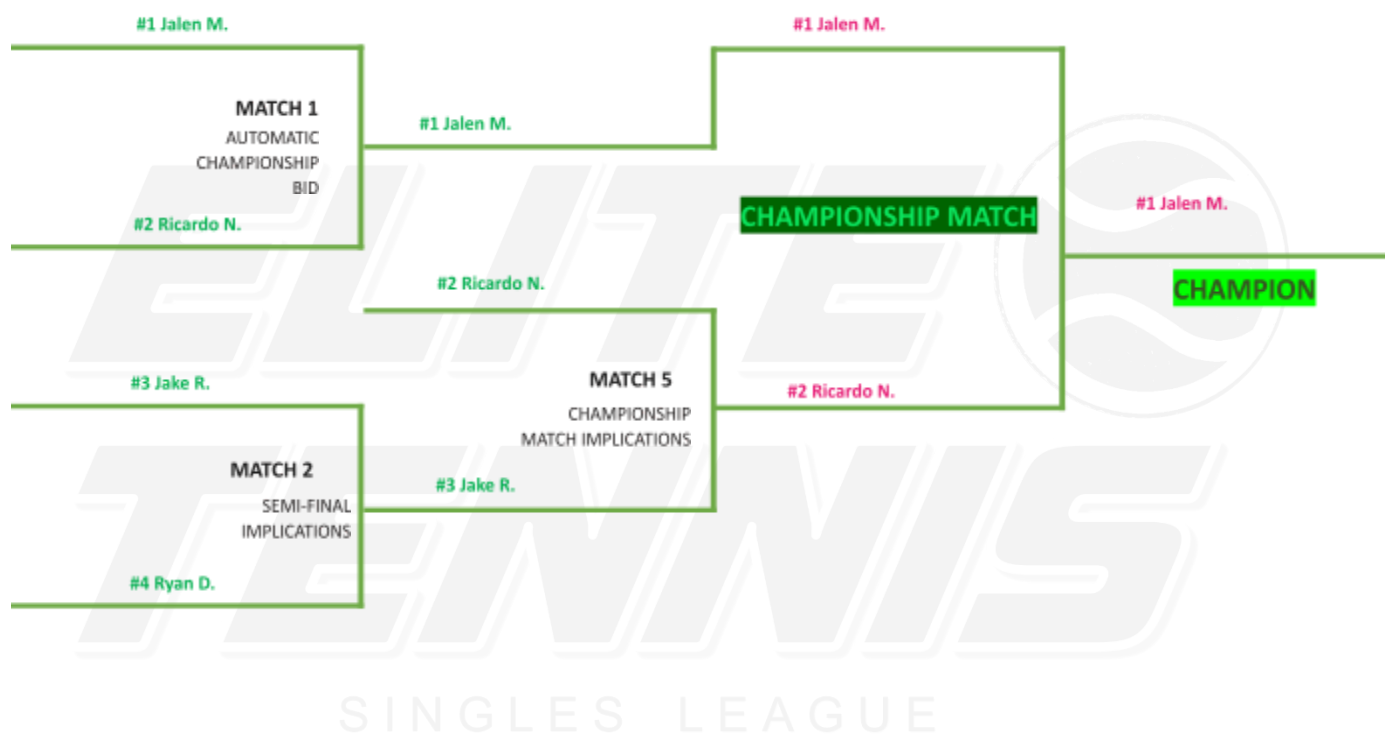 #1 Jalen M.
#1 Jalen M.
MATCH 1
AUTOMATIC
CHAMPIONSHIP
BID
#1 Jalen M.
#2 Ricardo N.
CHAMPIONSHIP MATCH
#1 Jalen M.
CHAMPION
#2 Ricardo N.
#3 Jake R.
MATCH 5
CHAMPIONSHIP
MATCH IMPLICATIONS
#2 Ricardo N.
MATCH 2
SEMI-FINAL
IMPLICATIONS
#3 Jake R.
#4 Ryan D.
ELITE
TENNIS
SINGLES LEAGUE